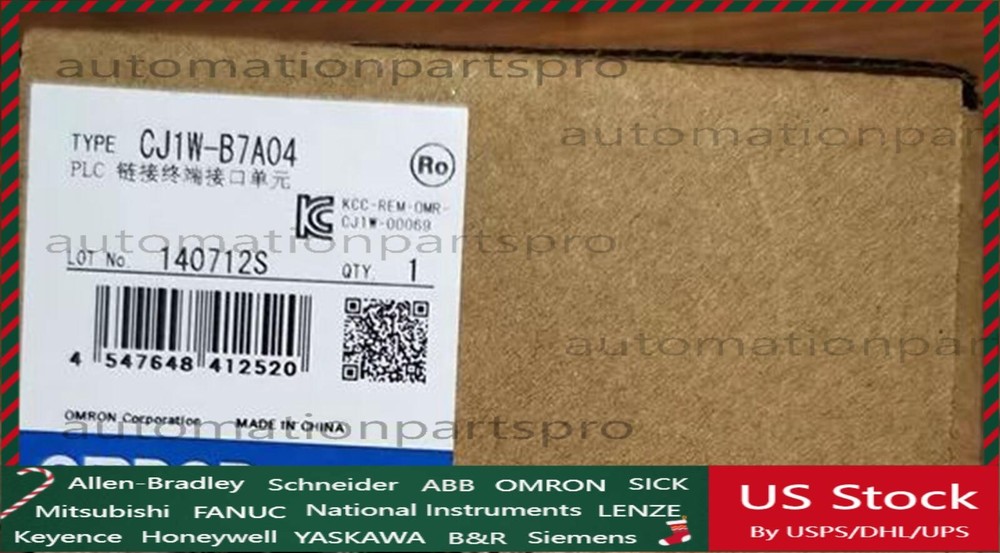 automationpartspro
automationpartspro
TYPE CJ1W-B7A04
PLC 链接终端接口单元
Ro
KCC-REM-OMR-
CJ1W-00069
automationpartspro
LOT No. 140712S QTY. 1
automationpar
4 547648 412520
OMRON Corporation MADE IN CHINA
automationpartspro
OMRON
Allen-Bradley Schneider ABB OMRON SICK
Mitsubishi FANUC National Instruments LENZE
Keyence Honeywell YASKAWA B&R Siemens
US Stock
By USPS/DHL/UPS